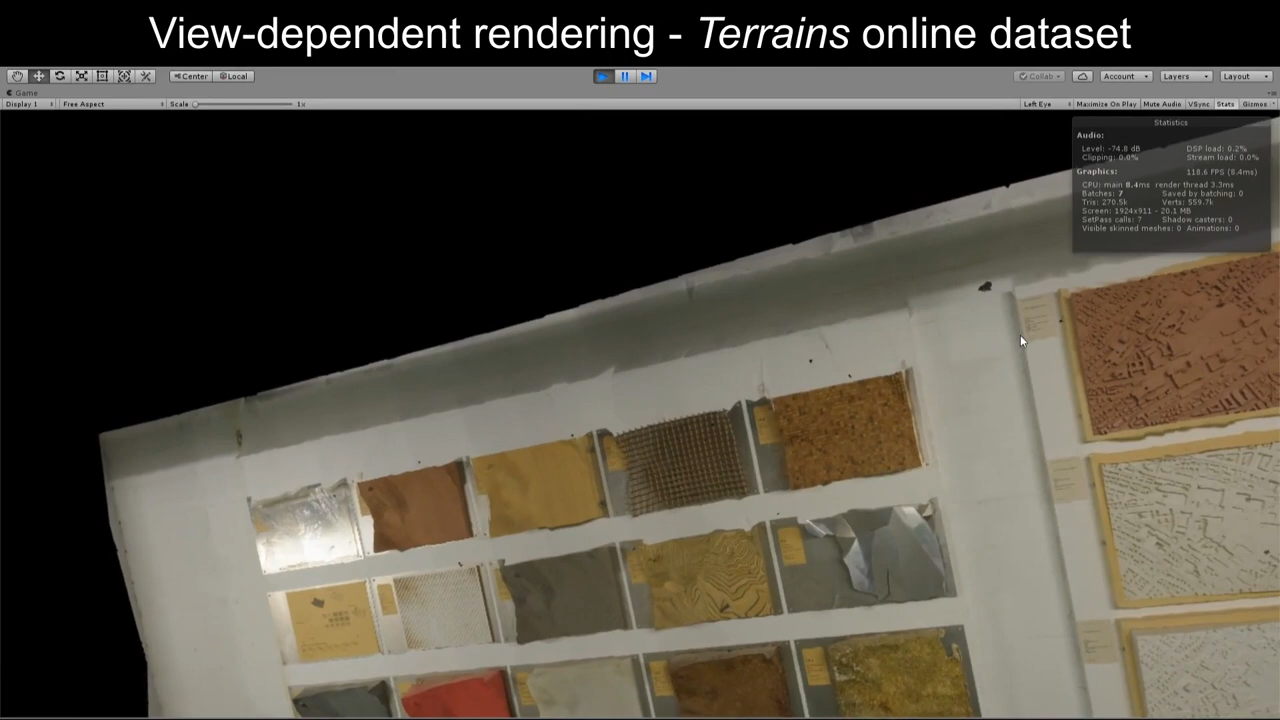 View-dependent rendering - Terrains online dataset
Center Local Collab Account Layers Layout
Game
Display 1 Free Aspect Scale 1x Left Eye Maximize On Play Mute Audio VSync Stats Gizmos
Statistics
Audio:
Level: -74.8 dB DSP load: 0.2%
Clipping: 0.0% Stream load: 0.0%
Graphics: 118.6 FPS (8.4ms)
CPU: main 8.4ms render thread 3.3ms
Batches: 7 Saved by batching: 0
Tris: 270.5k Verts: 559.7k
Screen: 1924x911 - 20.1 MB
SetPass calls: 7 Shadow casters: 0
Visible skinned meshes: 0 Animations: 0